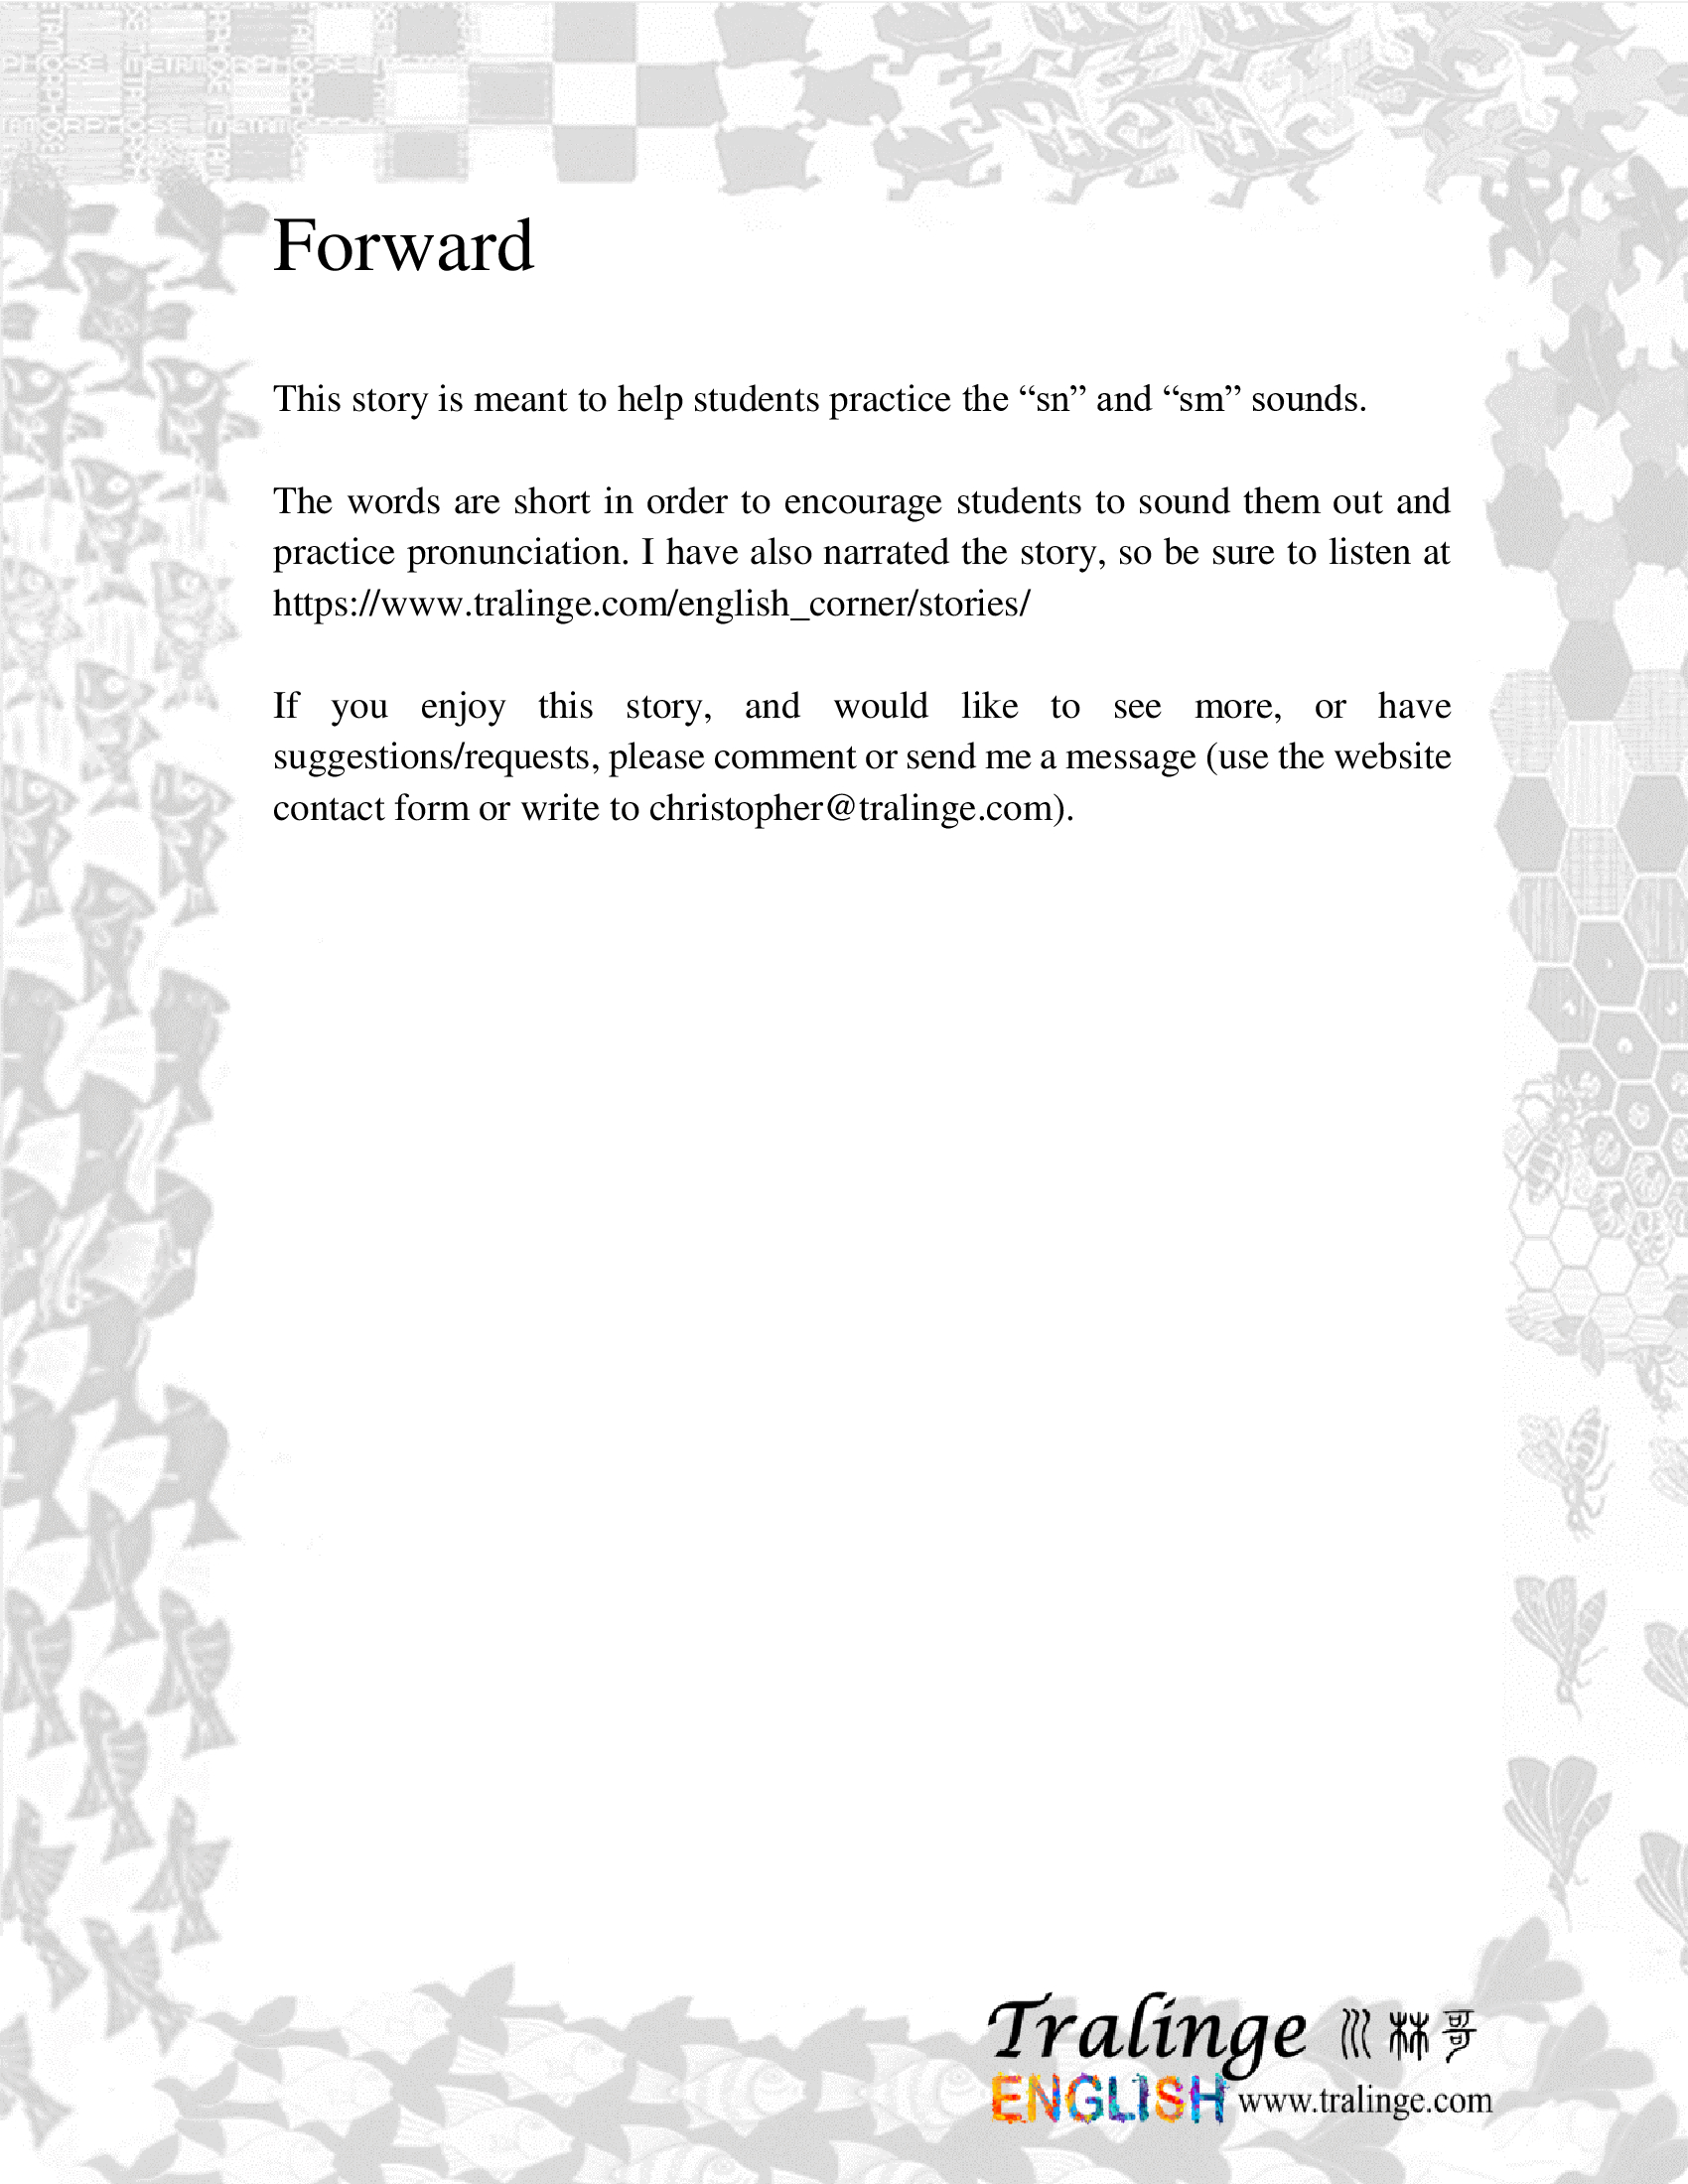 Forward
This story is meant to help students practice the “sn” and “sm” sounds.
The words are short in order to encourage students to sound them out and
practice pronunciation. I have also narrated the story, so be sure to listen at
https://www.tralinge.com/english_corner/stories/
If you enjoy this story, and would like to see more, or have
suggestions/requests, please comment or send me a message (use the website
contact form or write to christopher@tralinge.com).
Tralinge 川林哥
ENGLISH www.tralinge.com